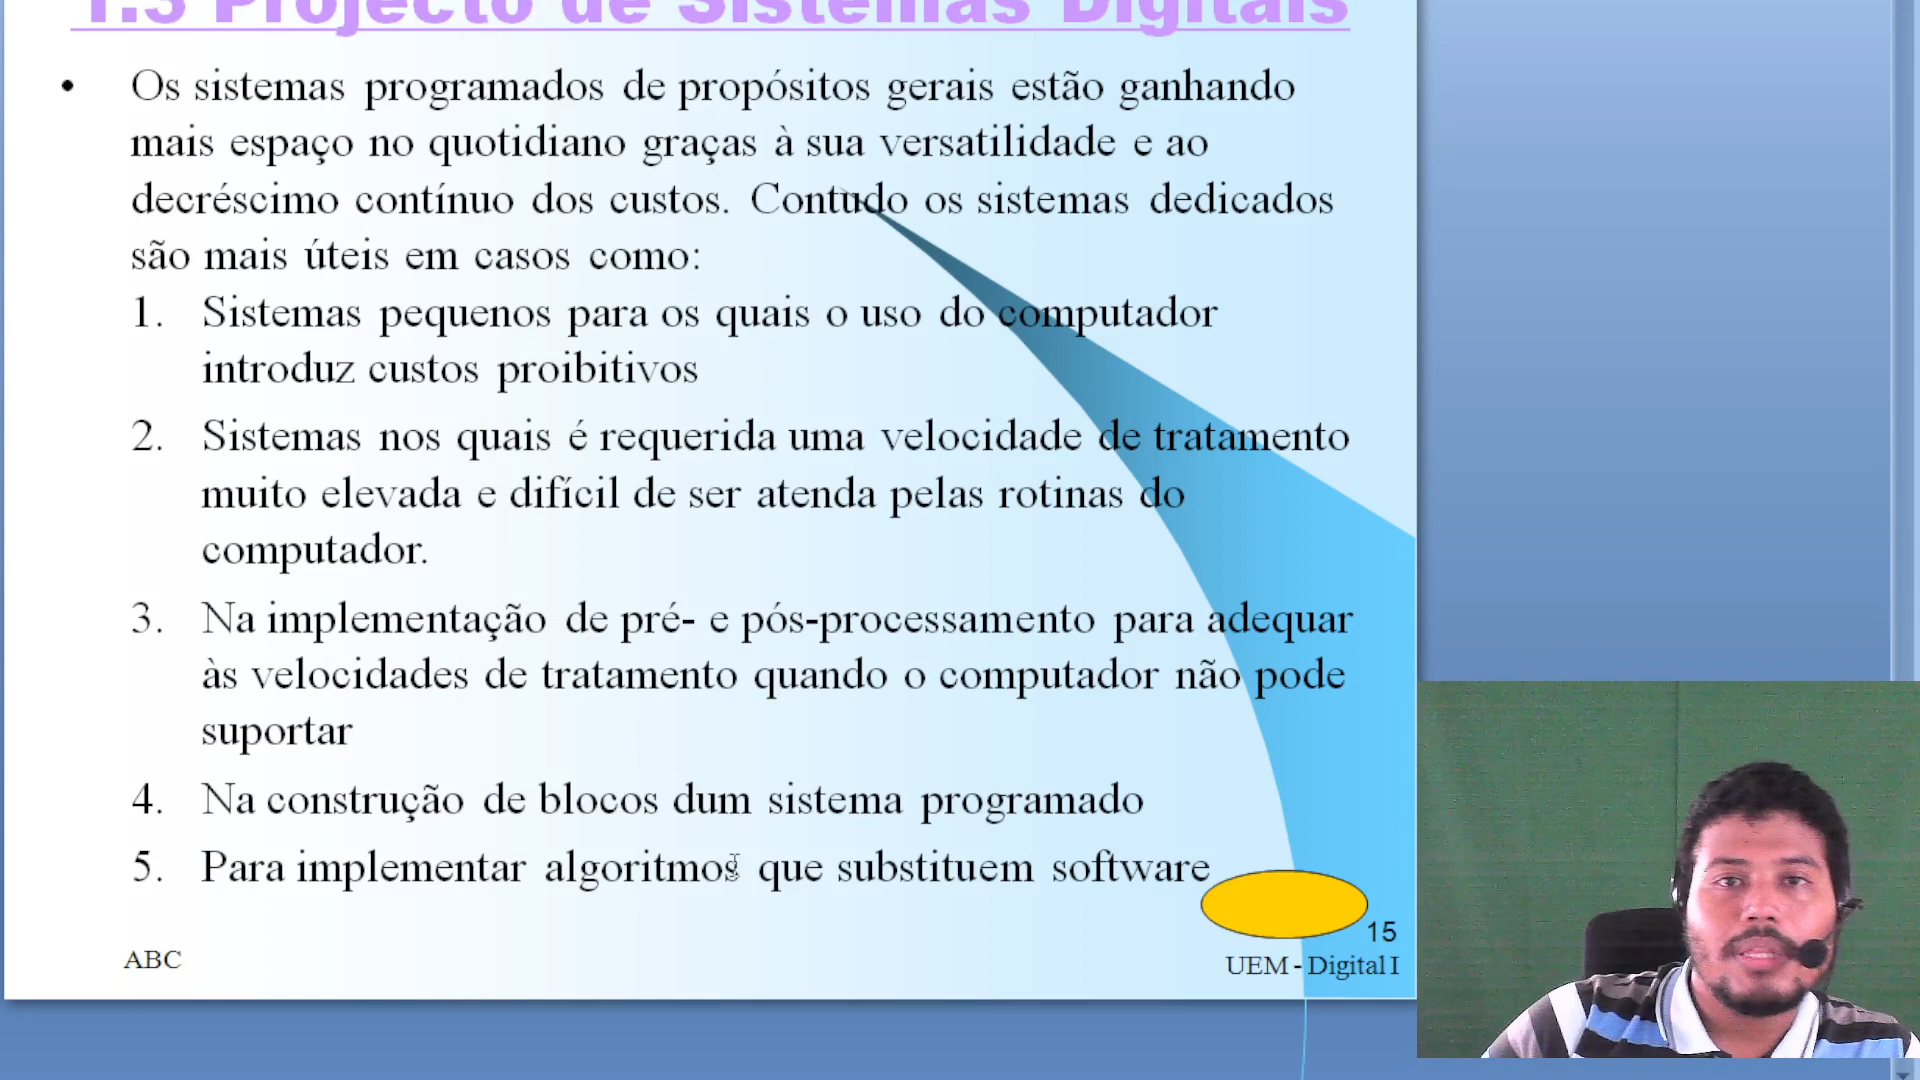 1.3 Projecto de Sistemas Digitais
• Os sistemas programados de propósitos gerais estão ganhando
mais espaço no quotidiano graças à sua versatilidade e ao
decréscimo contínuo dos custos. Contudo os sistemas dedicados
são mais úteis em casos como:
1. Sistemas pequenos para os quais o uso do computador
introduz custos proibitivos
2. Sistemas nos quais é requerida uma velocidade de tratamento
muito elevada e difícil de ser atenda pelas rotinas do
computador.
3. Na implementação de pré- e pós-processamento para adequar
às velocidades de tratamento quando o computador não pode
suportar
4. Na construção de blocos dum sistema programado
5. Para implementar algoritmos que substituem software
15
ABC
UEM - Digital I